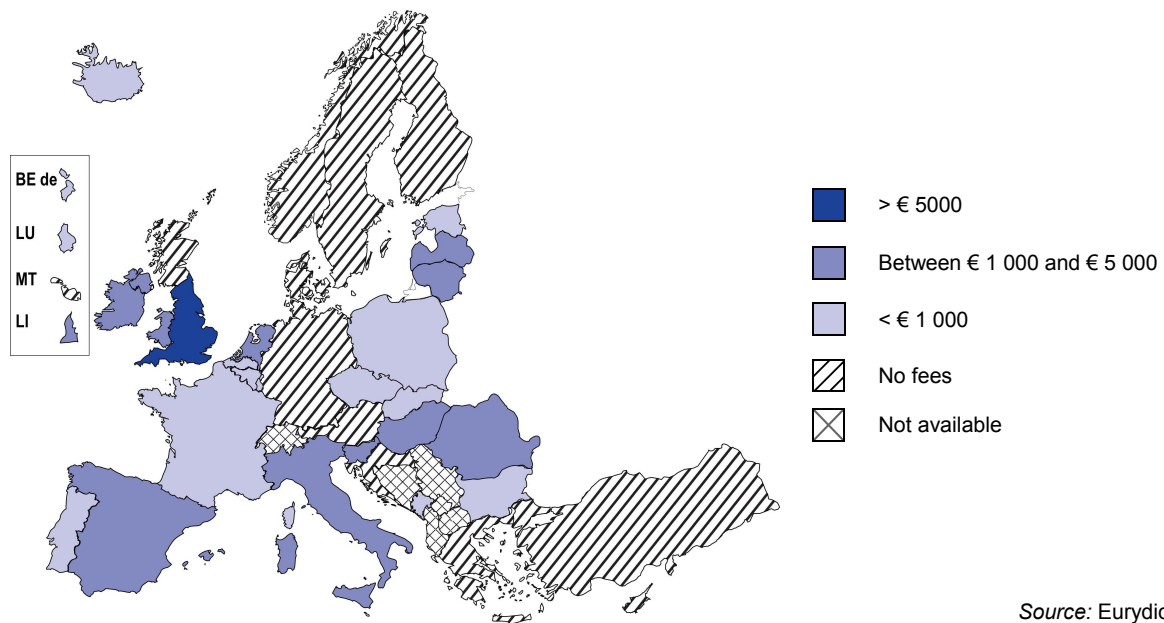 BE de
LU
MT
LI
> € 5000
Between € 1 000 and € 5 000
< € 1 000
No fees
Not available
Source: Eurydic